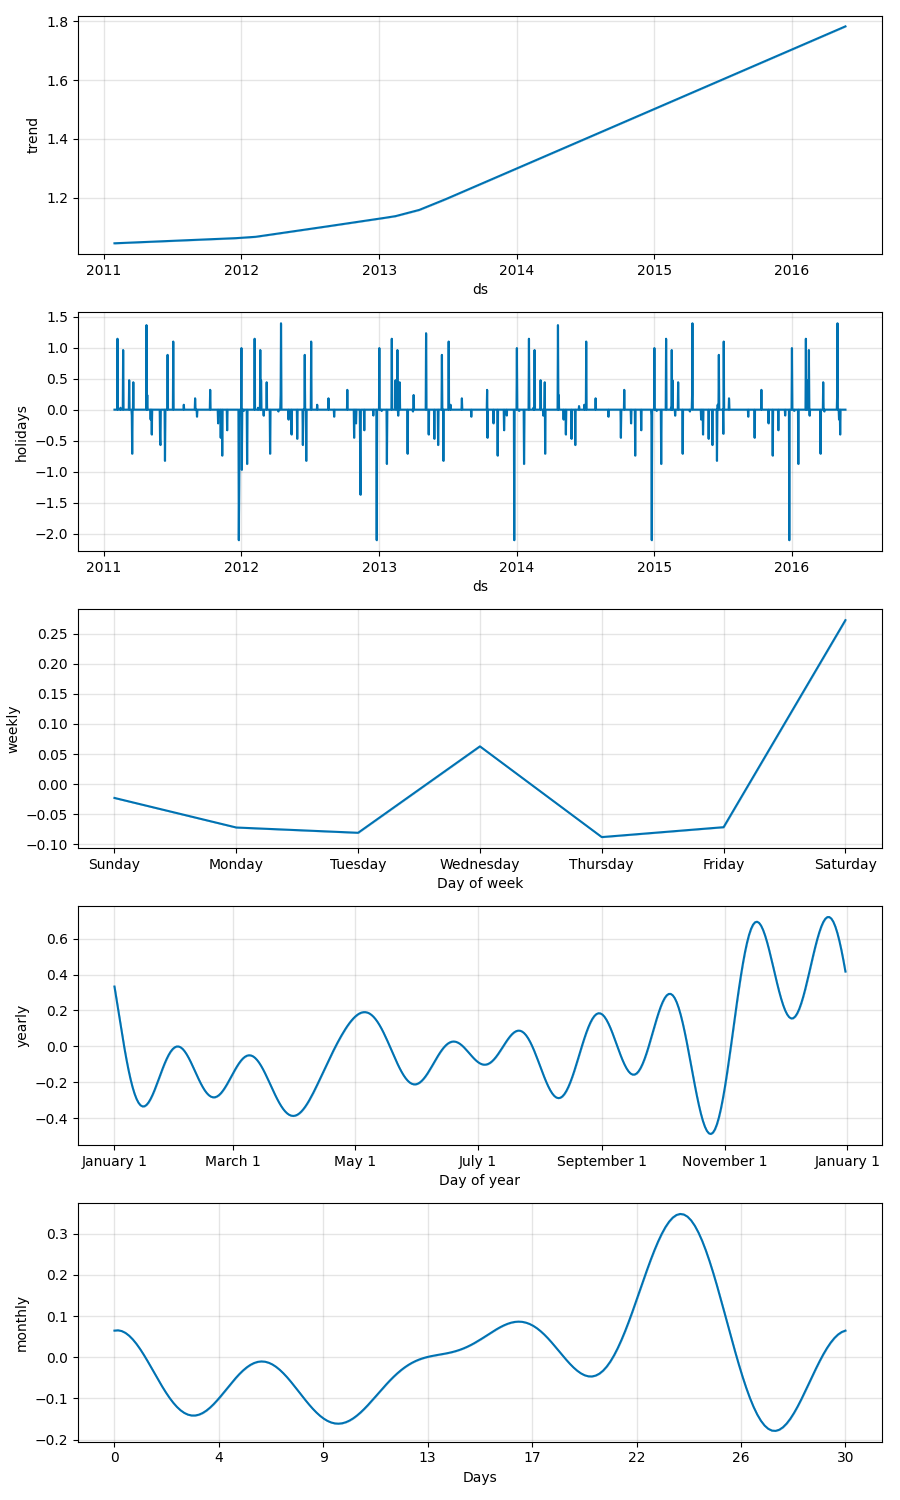 1.8
1.6
1.4
1.2
trend
2011 2012 2013 2014 2015 2016
ds
1.5
1.0
0.5
0.0
−0.5
−1.0
−1.5
−2.0
holidays
2011 2012 2013 2014 2015 2016
ds
0.25
0.20
0.15
0.10
0.05
0.00
−0.05
−0.10
weekly
Sunday Monday Tuesday Wednesday Thursday Friday Saturday
Day of week
0.6
0.4
0.2
0.0
−0.2
−0.4
yearly
January 1 March 1 May 1 July 1 September 1 November 1 January 1
Day of year
0.3
0.2
0.1
0.0
−0.1
−0.2
monthly
0 4 9 13 17 22 26 30
Days